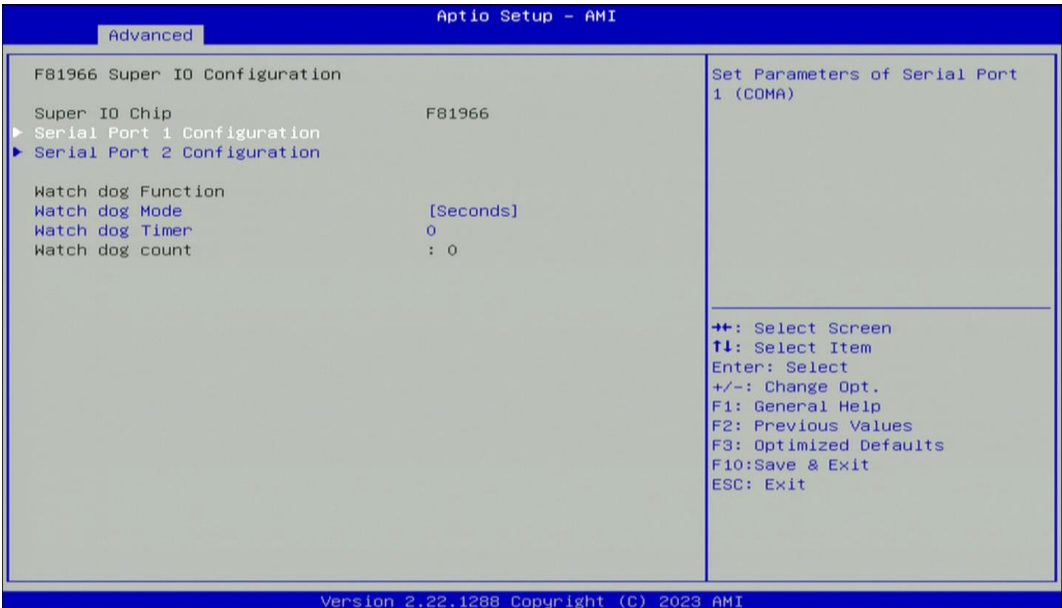 Aptio Setup – AMI
Advanced
F81966 Super IO Configuration
Super IO Chip F81966
▶ Serial Port 1 Configuration
▶ Serial Port 2 Configuration
Watch dog Function
Watch dog Mode [Seconds]
Watch dog Timer 0
Watch dog count : 0
Set Parameters of Serial Port
1 (COMA)
→←: Select Screen
↑↓: Select Item
Enter: Select
+/-: Change Opt.
F1: General Help
F2: Previous Values
F3: Optimized Defaults
F10:Save & Exit
ESC: Exit
Version 2.22.1288 Copyright (C) 2023 AMI